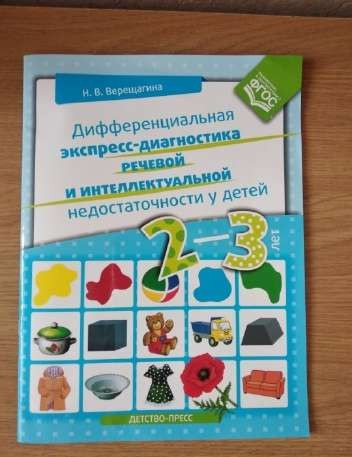 Н. В. Верещагина
ФГОС
Дифференциальная
экспресс-диагностика
РЕЧЕВОЙ
И ИНТЕЛЛЕКТУАЛЬНОЙ
недостаточности у детей
2–3
лет
ДЕТСТВО-ПРЕСС